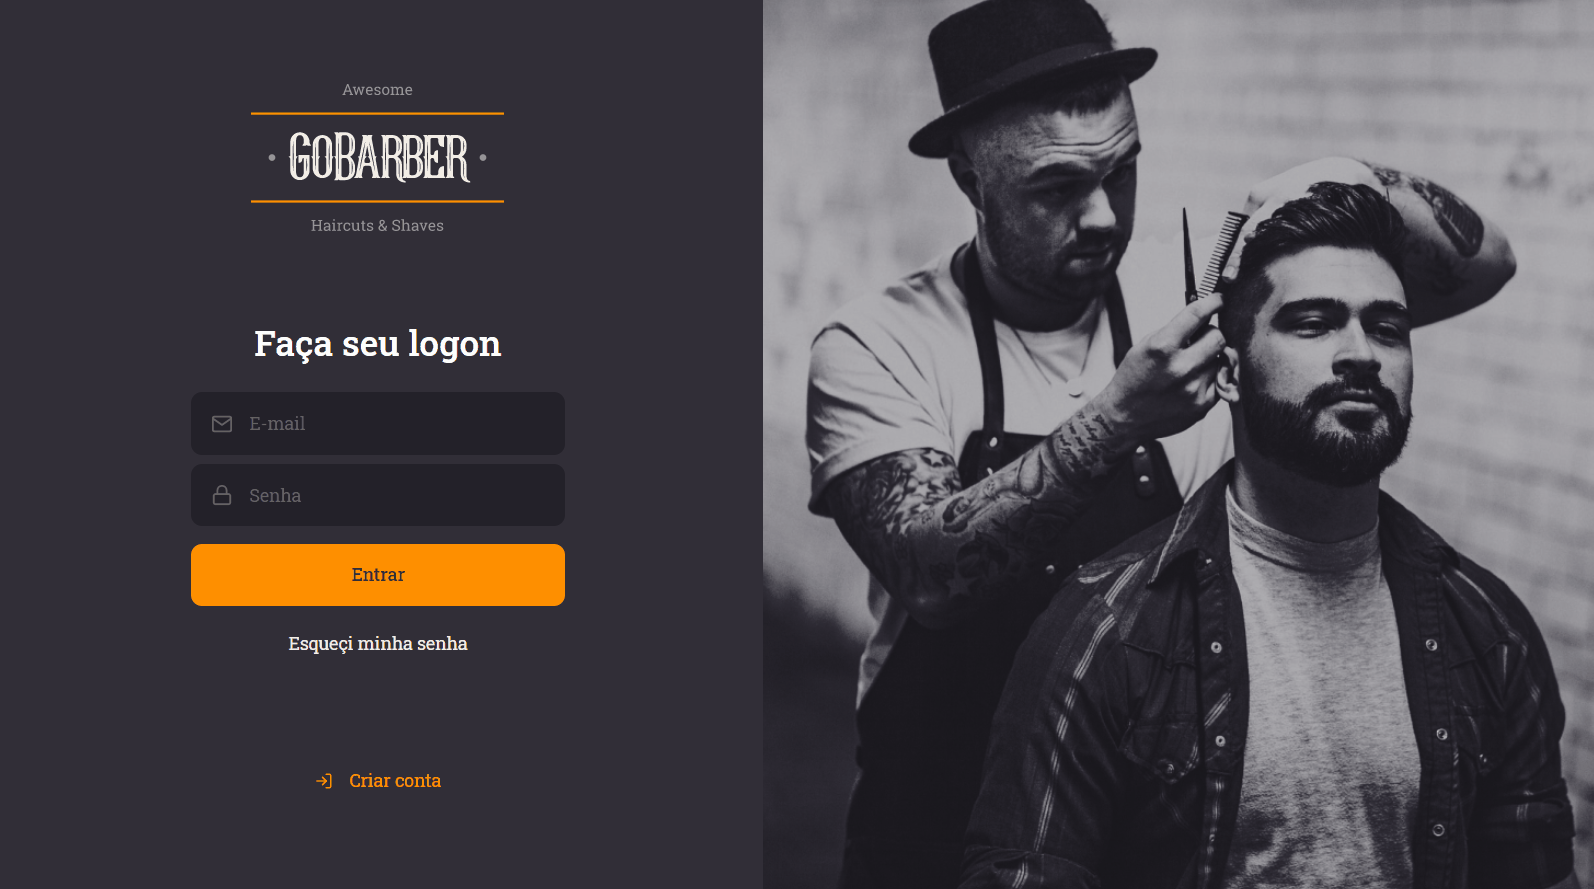 Awesome
• GOBARBER •
Haircuts & Shaves
Faça seu logon
E-mail
Senha
Entrar
Esqueçi minha senha
Criar conta